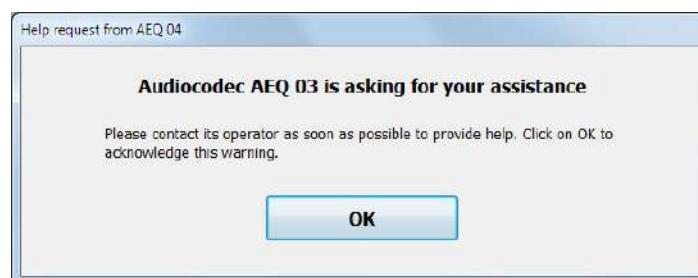 Help request from AEQ 04
Audiocodec AEQ 03 is asking for your assistance
Please contact its operator as soon as possible to provide help. Click on OK to
acknowledge this warning.
OK